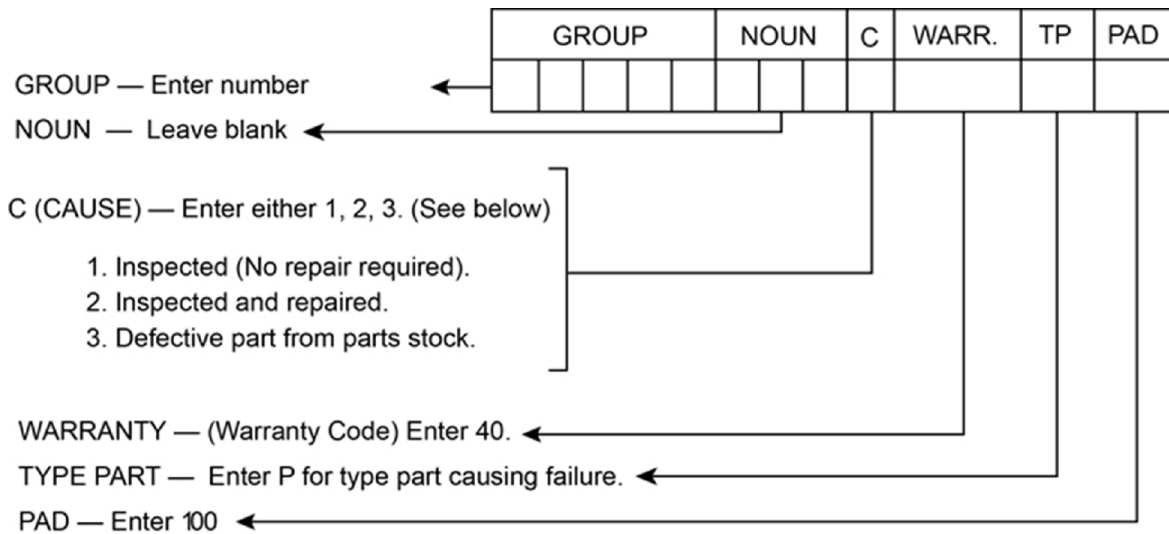 GROUP NOUN C WARR. TP PAD
GROUP — Enter number
NOUN — Leave blank
C (CAUSE) — Enter either 1, 2, 3. (See below)
1. Inspected (No repair required).
2. Inspected and repaired.
3. Defective part from parts stock.
WARRANTY — (Warranty Code) Enter 40.
TYPE PART — Enter P for type part causing failure.
PAD — Enter 100